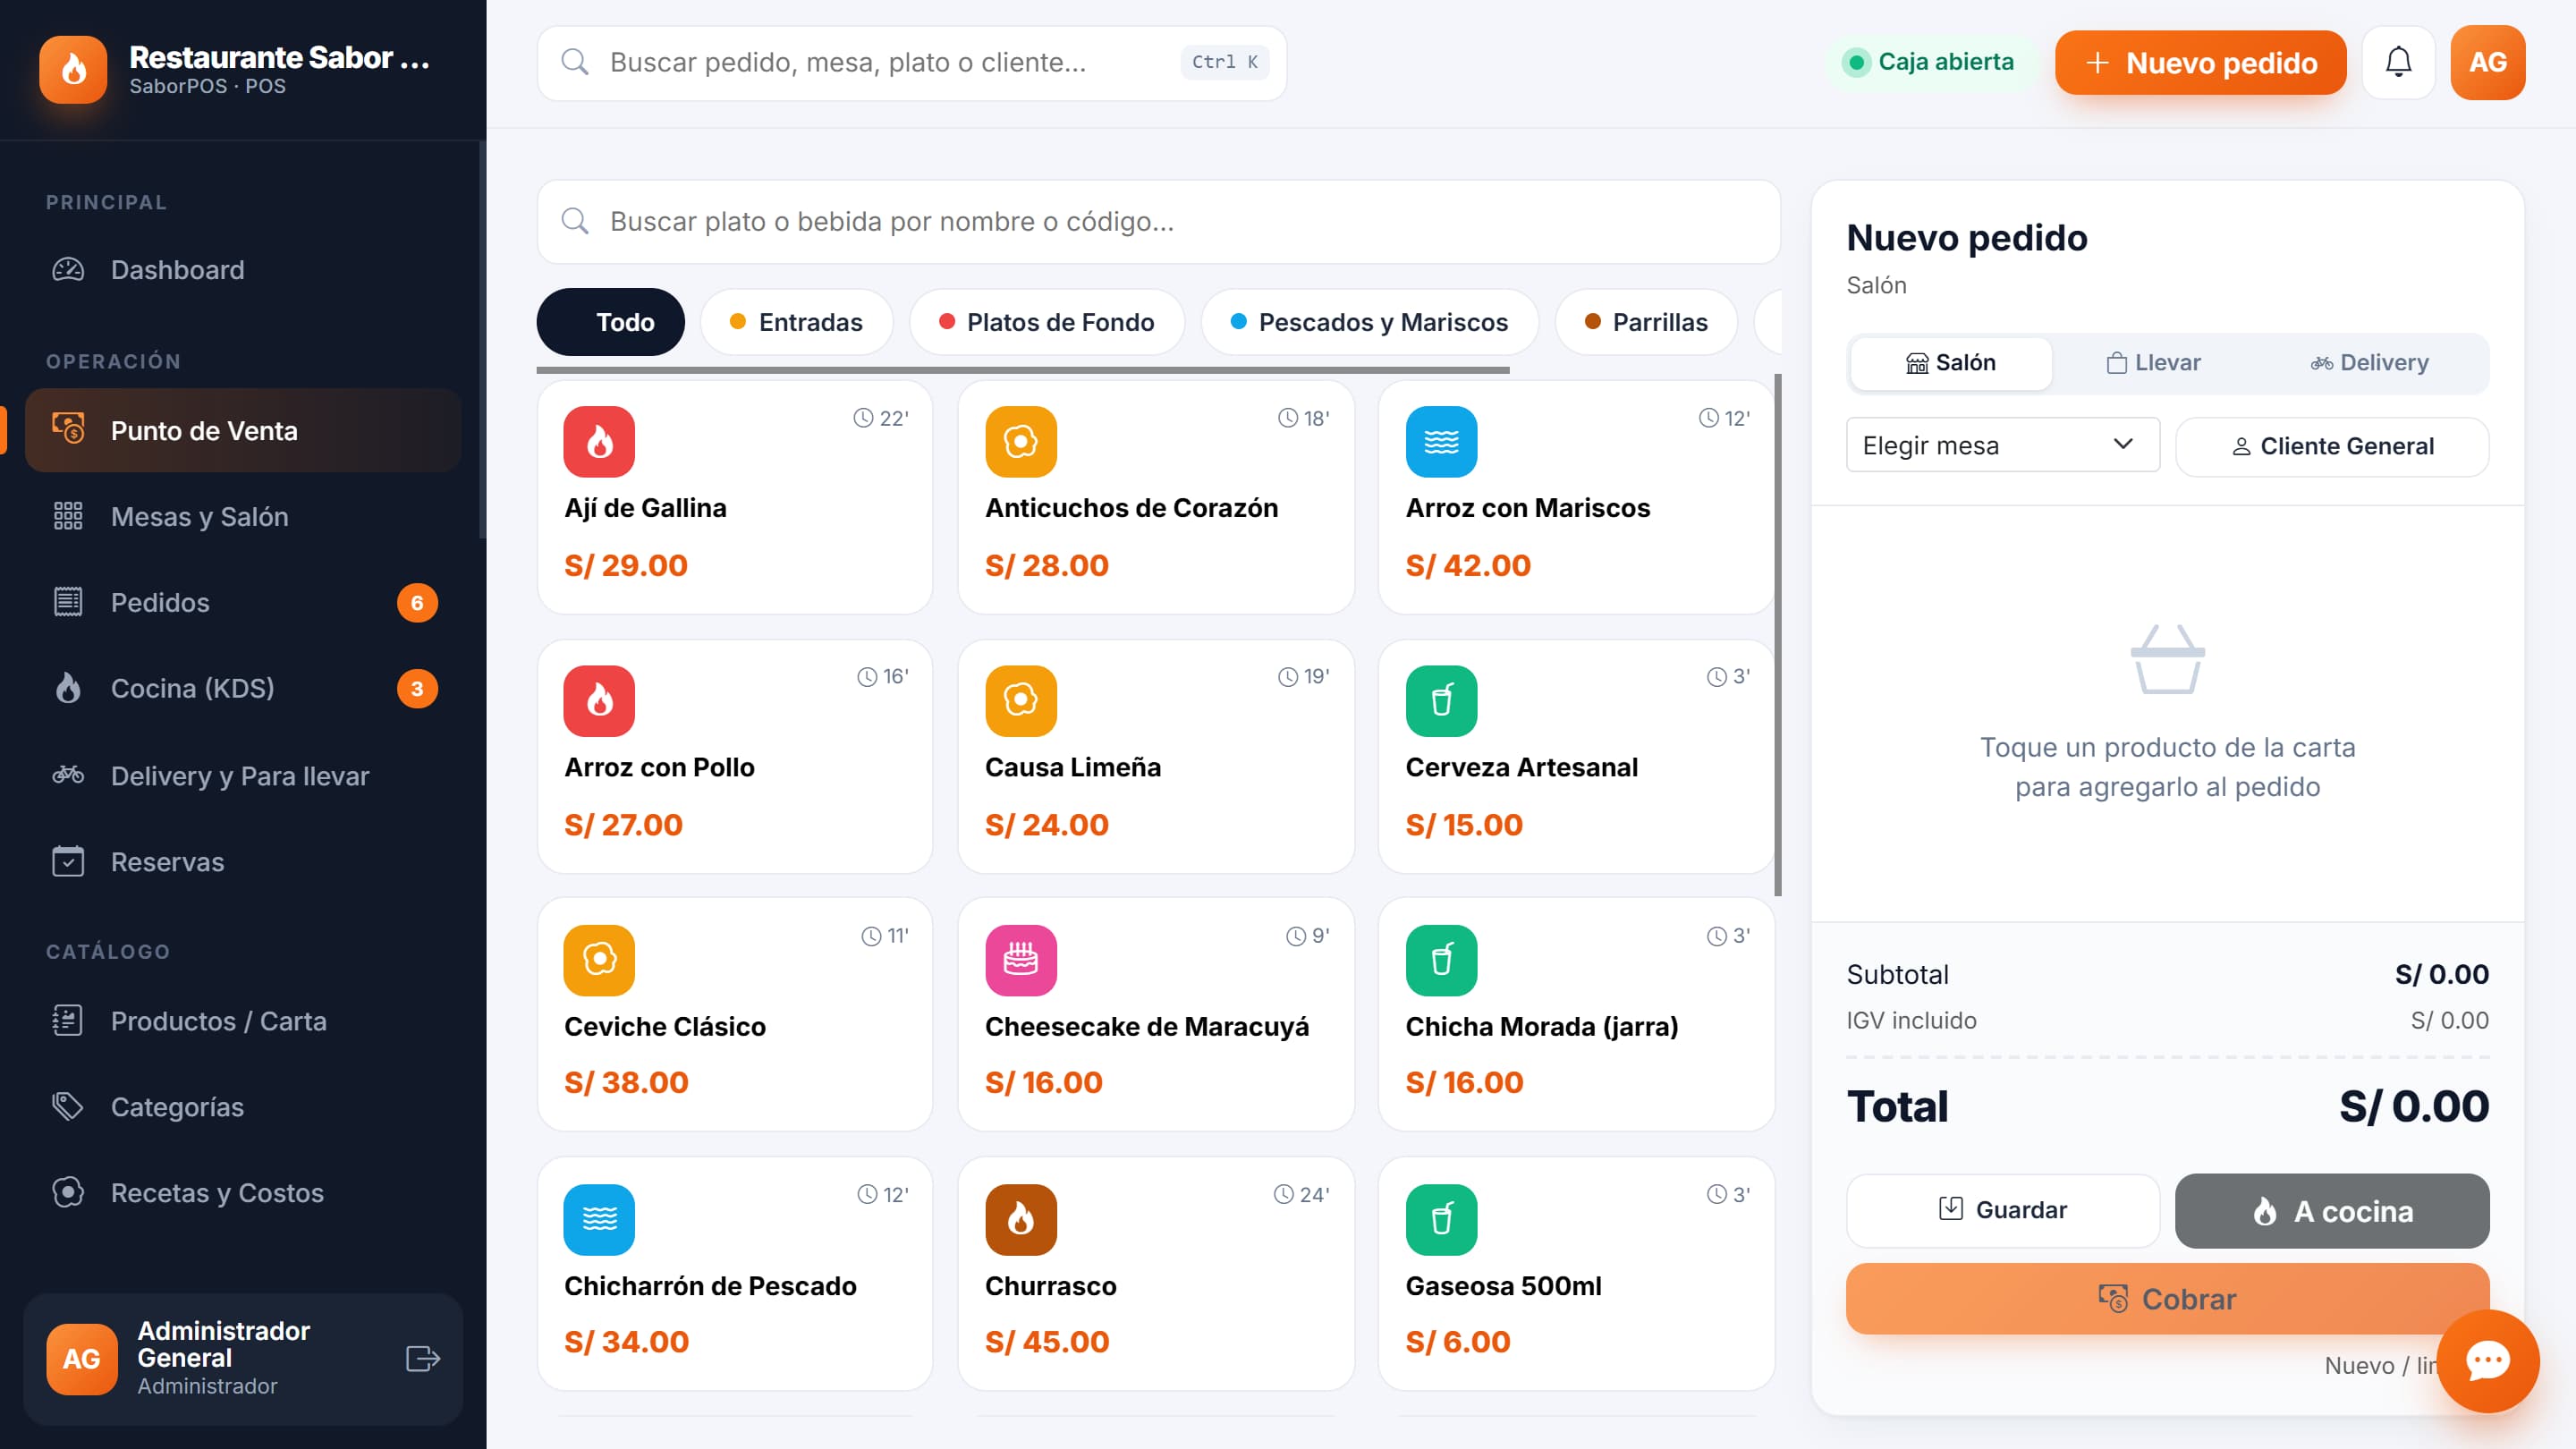 Restaurante Sabor ...
SaborPOS · POS
PRINCIPAL
Dashboard
OPERACIÓN
Punto de Venta
Mesas y Salón
Pedidos
6
Cocina (KDS)
3
Delivery y Para llevar
Reservas
CATÁLOGO
Productos / Carta
Categorías
Recetas y Costos
AG
Administrador
General
Administrador
Buscar pedido, mesa, plato o cliente...
Ctrl K
Caja abierta
Nuevo pedido
AG
Buscar plato o bebida por nombre o código...
Todo
Entradas
Platos de Fondo
Pescados y Mariscos
Parrillas
22'
Ají de Gallina
S/ 29.00
18'
Anticuchos de Corazón
S/ 28.00
12'
Arroz con Mariscos
S/ 42.00
16'
Arroz con Pollo
S/ 27.00
19'
Causa Limeña
S/ 24.00
3'
Cerveza Artesanal
S/ 15.00
11'
Ceviche Clásico
S/ 38.00
9'
Cheesecake de Maracuyá
S/ 16.00
3'
Chicha Morada (jarra)
S/ 16.00
12'
Chicharrón de Pescado
S/ 34.00
24'
Churrasco
S/ 45.00
3'
Gaseosa 500ml
S/ 6.00
Nuevo pedido
Salón
Salón
Llevar
Delivery
Elegir mesa
Cliente General
Toque un producto de la carta
para agregarlo al pedido
Subtotal
S/ 0.00
IGV incluido
S/ 0.00
Total
S/ 0.00
Guardar
A cocina
Cobrar
Nuevo /